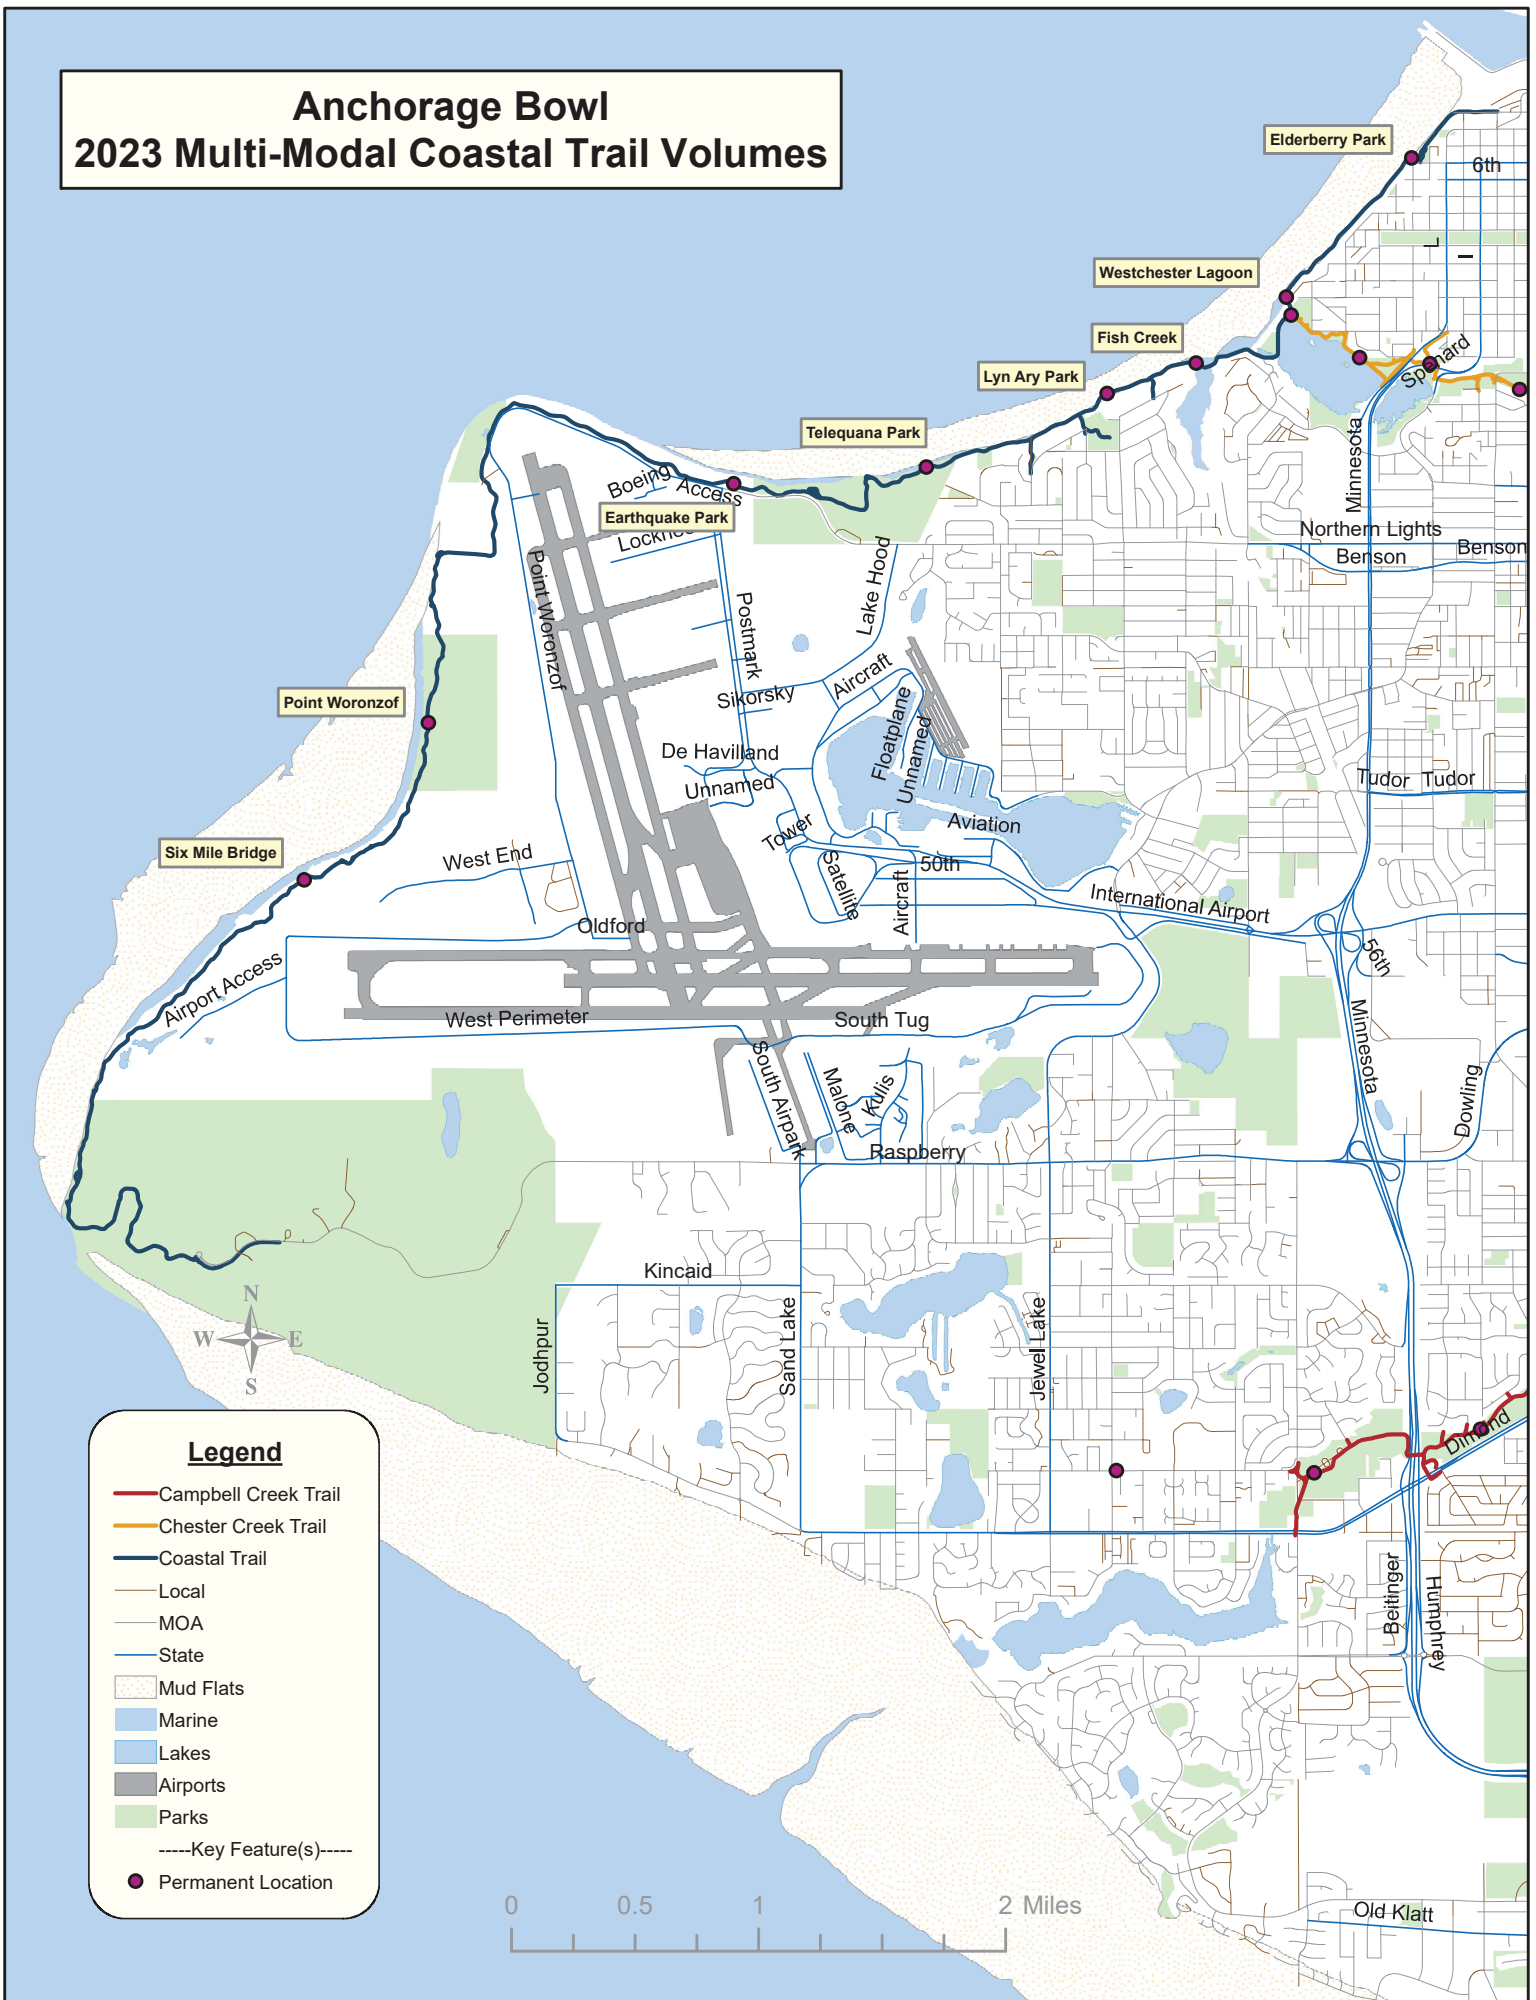 Anchorage Bowl
2023 Multi-Modal Coastal Trail Volumes
Elderberry Park
6th
L
I
Westchester Lagoon
Fish Creek
Spenard
Lyn Ary Park
Telequana Park
Minnesota
Boeing
Access
Earthquake Park
Northern Lights
Benson
Benson
Point Woronzof
Lake Hood
Postmark
Aircraft
Sikorsky
Point Woronzof
Floatplane
Unnamed
De Havilland
Unnamed
Tudor
Tudor
Tower
Aviation
Six Mile Bridge
West End
50th
Satellite
Aircraft
International Airport
Oldford
56th
Airport Access
West Perimeter
South Tug
Minnesota
South Airpark
Malone
Kulis
Dowling
Raspberry
Kincaid
N
W
E
S
Jodhpur
Sand Lake
Jewel Lake
Dimond
Legend
Campbell Creek Trail
Chester Creek Trail
Coastal Trail
Local
MOA
State
Mud Flats
Marine
Lakes
Airports
Parks
-----Key Feature(s)-----
Permanent Location
Beitinger
Humphrey
0 0.5 1 2 Miles
Old Klatt